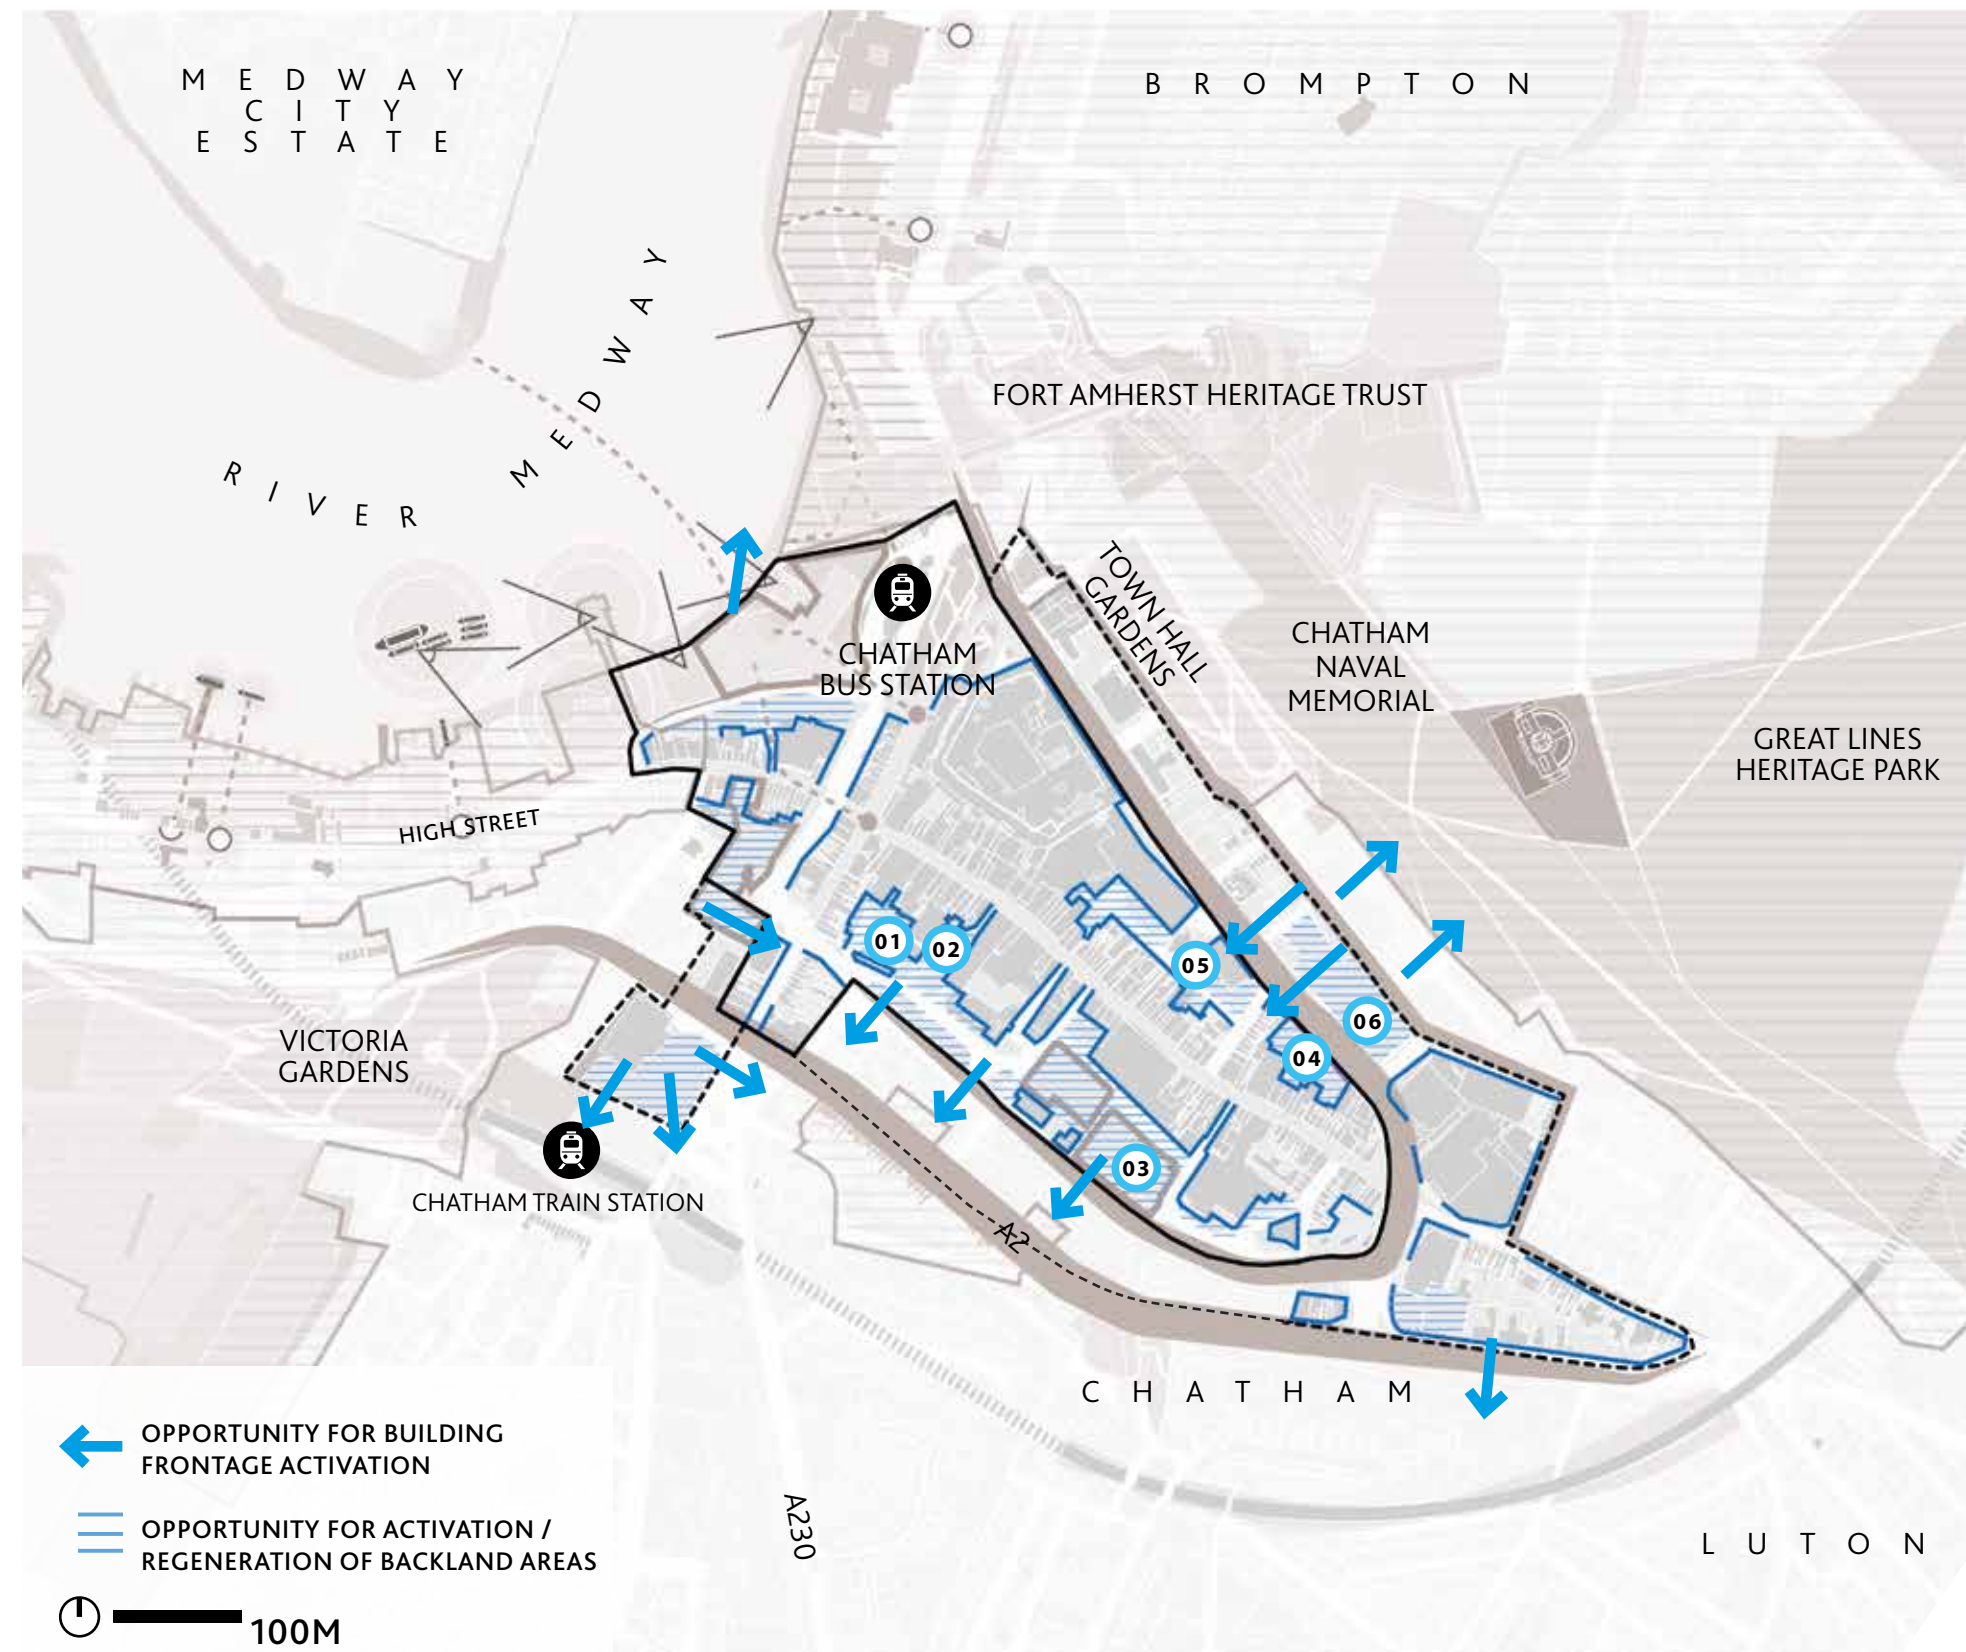 MEDWAY
CITY
ESTATE
BROMPTON
RIVER MEDWAY
FORT AMHERST HERITAGE TRUST
TOWN HALL
GARDENS
CHATHAM
NAVAL
MEMORIAL
CHATHAM
BUS STATION
GREAT LINES
HERITAGE PARK
HIGH STREET
01
02
05
06
04
03
VICTORIA
GARDENS
CHATHAM TRAIN STATION
A2
CHATHAM
A230
LUTON
OPPORTUNITY FOR BUILDING
FRONTAGE ACTIVATION
OPPORTUNITY FOR ACTIVATION /
REGENERATION OF BACKLAND AREAS
100M